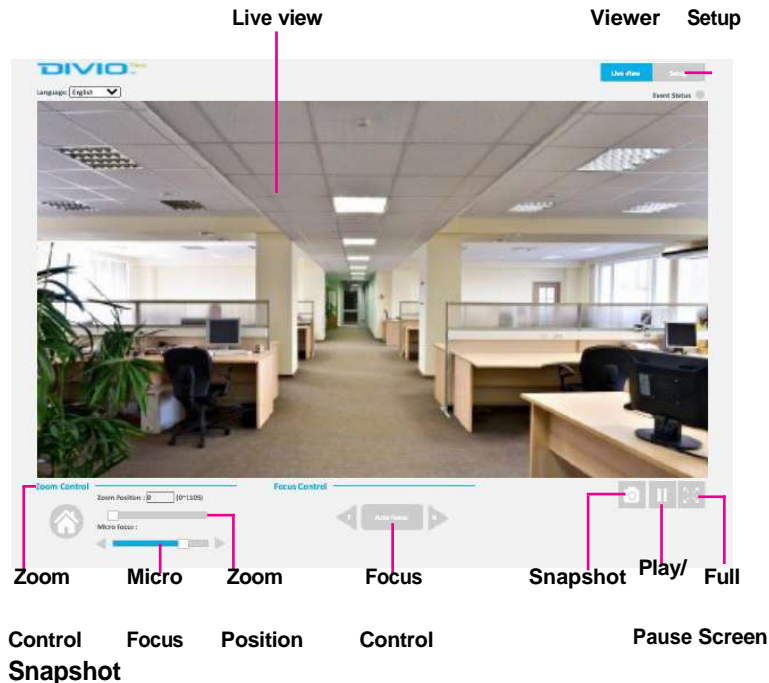 Live view Viewer Setup
DIVIO
Live View
Language: English
Event Status
Zoom Control
Focus Control
Zoom Position : 0 (0~1105)
Auto Focus
Micro focus :
Zoom Micro Zoom Focus Snapshot Play/ Full
Control Focus Position Control Pause Screen
Snapshot